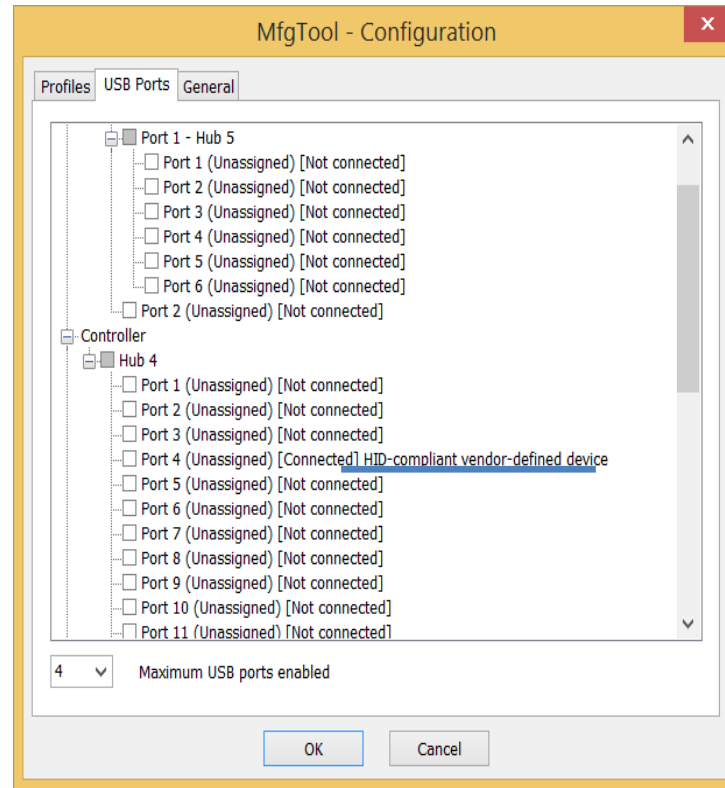 MfgTool - Configuration
x
Profiles USB Ports General
Port 1 - Hub 5
Port 1 (Unassigned) [Not connected]
Port 2 (Unassigned) [Not connected]
Port 3 (Unassigned) [Not connected]
Port 4 (Unassigned) [Not connected]
Port 5 (Unassigned) [Not connected]
Port 6 (Unassigned) [Not connected]
Port 2 (Unassigned) [Not connected]
Controller
Hub 4
Port 1 (Unassigned) [Not connected]
Port 2 (Unassigned) [Not connected]
Port 3 (Unassigned) [Not connected]
Port 4 (Unassigned) [Connected] HID-compliant vendor-defined device
Port 5 (Unassigned) [Not connected]
Port 6 (Unassigned) [Not connected]
Port 7 (Unassigned) [Not connected]
Port 8 (Unassigned) [Not connected]
Port 9 (Unassigned) [Not connected]
Port 10 (Unassigned) [Not connected]
Port 11 (Unassigned) [Not connected]
4 Maximum USB ports enabled
OK Cancel